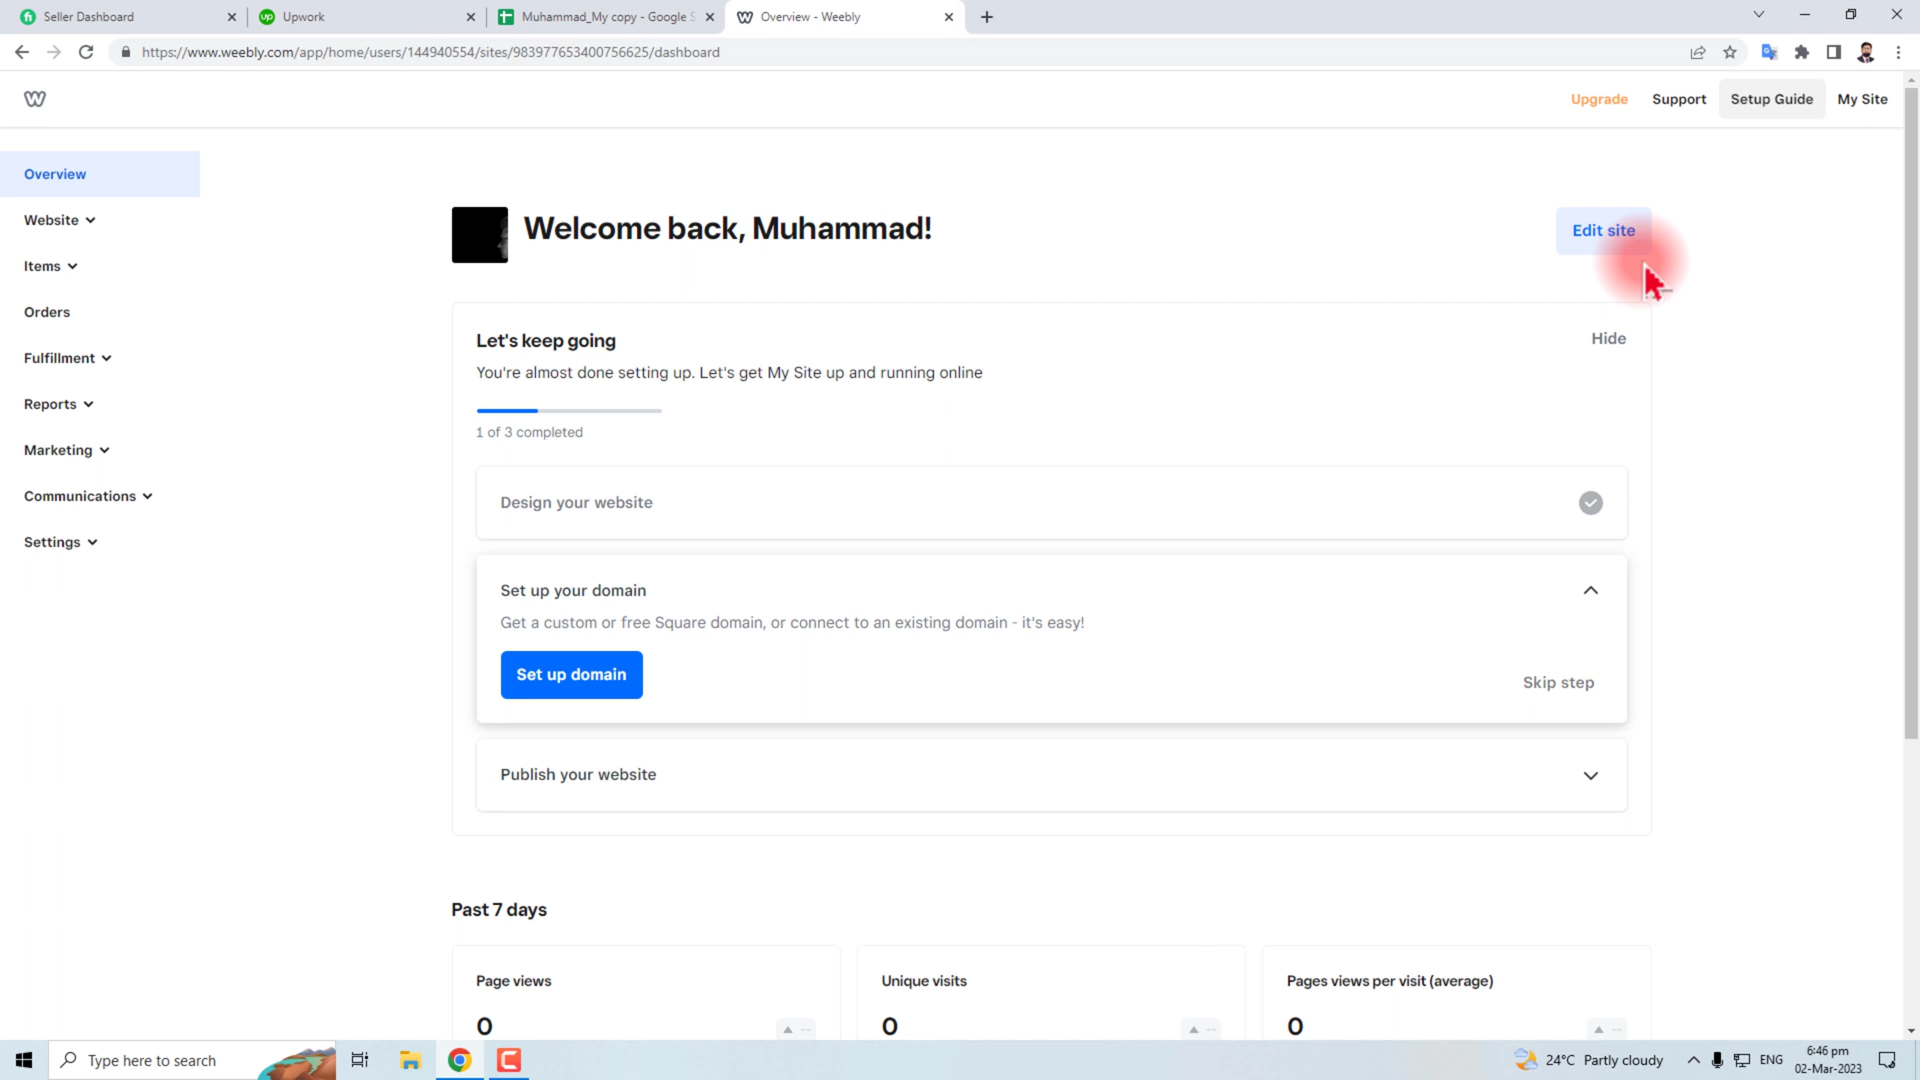 Seller Dashboard
Upwork
Muhammad_My copy - Google S
Overview - Weebly
https://www.weebly.com/app/home/users/144940554/sites/983977653400756625/dashboard
Upgrade
Support
Setup Guide
My Site
Overview
Website
Items
Orders
Fulfillment
Reports
Marketing
Communications
Settings
Welcome back, Muhammad!
Edit site
Let's keep going
Hide
You're almost done setting up. Let's get My Site up and running online
1 of 3 completed
Design your website
Set up your domain
Get a custom or free Square domain, or connect to an existing domain - it's easy!
Set up domain
Skip step
Publish your website
Past 7 days
Page views
0
--
Unique visits
0
--
Pages views per visit (average)
0
--
Type here to search
24°C Partly cloudy
ENG
6:46 pm
02-Mar-2023